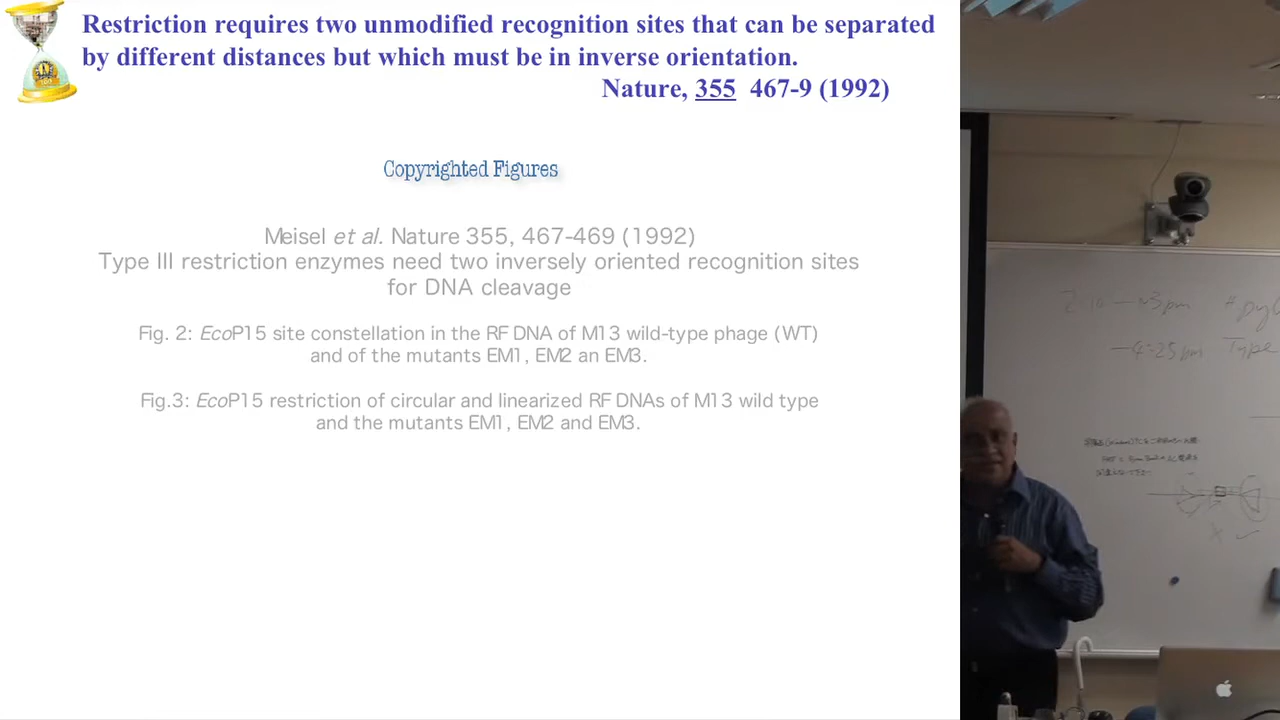 Restriction requires two unmodified recognition sites that can be separated
by different distances but which must be in inverse orientation.
Nature, 355 467-9 (1992)
Copyrighted Figures
Meisel et al. Nature 355, 467-469 (1992)
Type III restriction enzymes need two inversely oriented recognition sites
for DNA cleavage
Fig. 2: EcoP15 site constellation in the RF DNA of M13 wild-type phage (WT)
and of the mutants EM1, EM2 an EM3.
Fig.3: EcoP15 restriction of circular and linearized RF DNAs of M13 wild type
and the mutants EM1, EM2 and EM3.
3pm
4:25pm Type